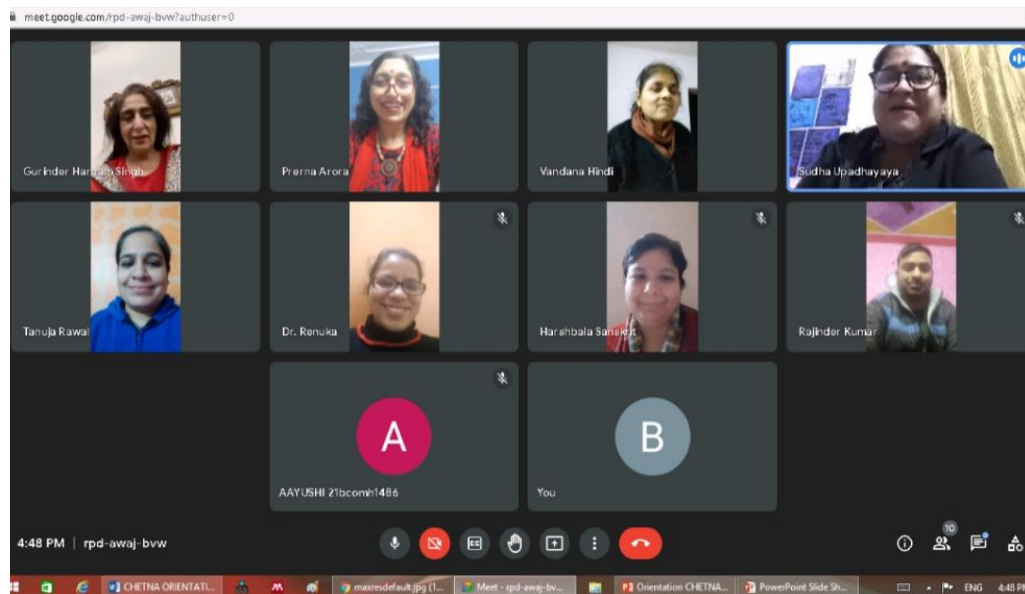 meet.google.com/rpd-awaj-bvw?authuser=0
Gurinder Harnam Singh
Prerna Arora
Vandana Hindi
Sudha Upadhayaya
Tanuja Rawal
Dr. Renuka
Harshbala Sanskrit
Rajinder Kumar
A
B
AAYUSHI 21bcomh1486
You
4:48 PM | rpd-awaj-bvw
CC
10
CHETNA ORIENTATI...
maxresdefault.jpg (1...
Meet - rpd-awaj-bv...
Orientation CHETNA...
PowerPoint Slide Sh...
ENG
4:48 PM